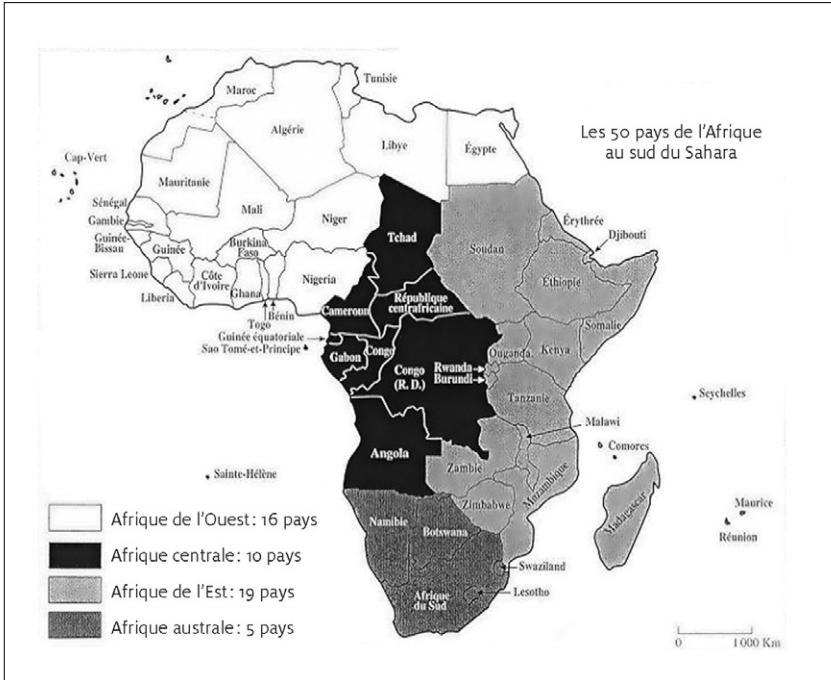 Les 50 pays de l'Afrique
au sud du Sahara
Tunisie
Maroc
Algérie
Libye
Égypte
Cap-Vert
Mauritanie
Mali
Niger
Tchad
Soudan
Érythrée
Djibouti
Sénégal
Gambie
Guinée-
Bissau
Guinée
Burkina
Faso
Sierra Leone
Côte
d'Ivoire
Ghana
Nigeria
Éthiopie
Liberia
Togo
Bénin
Cameroun
République
centrafricaine
Somalie
Guinée équatoriale
Sao Tomé-et-Principe
Gabon
Congo
Congo
(R. D.)
Ouganda
Kenya
Rwanda
Burundi
Tanzanie
Seychelles
Malawi
Comores
Angola
Zambie
Mozambique
Sainte-Hélène
Zimbabwe
Madagascar
Maurice
Réunion
Namibie
Botswana
Swaziland
Lesotho
Afrique
du Sud
Afrique de l'Ouest : 16 pays
Afrique centrale : 10 pays
Afrique de l'Est : 19 pays
Afrique australe : 5 pays
0 1 000 Km